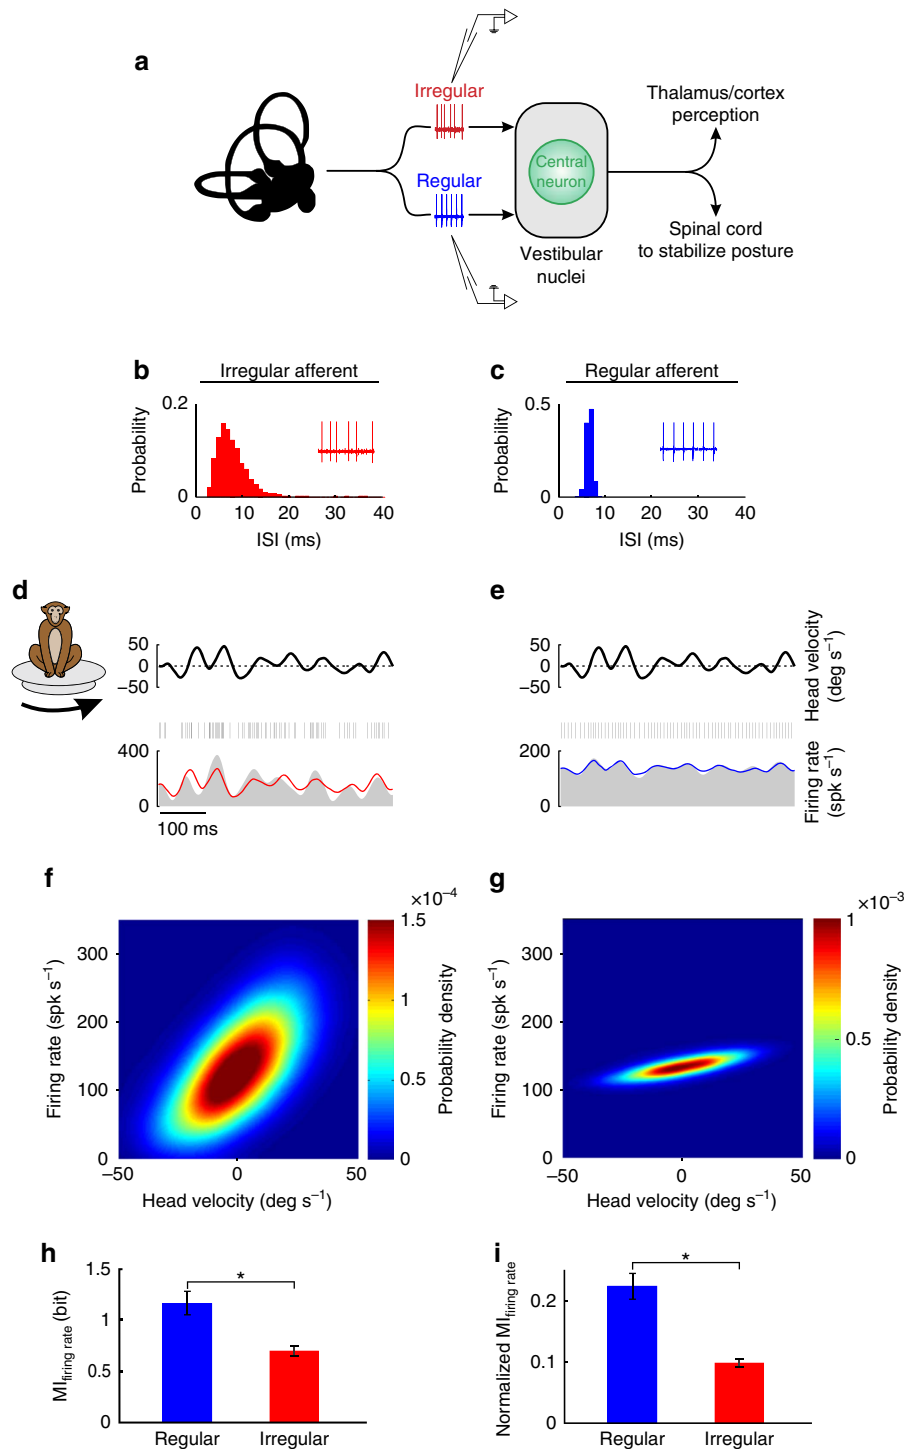 a
Irregular
Regular
Central
neuron
Vestibular
nuclei
Thalamus/cortex
perception
Spinal cord
to stabilize posture
b
Irregular afferent
0.2
0
Probability
0
10
20
30
40
ISI (ms)
c
Regular afferent
0.5
0
Probability
0
10
20
30
40
ISI (ms)
d
50
0
–50
400
0
100 ms
e
50
0
–50
Head velocity
(deg s–1)
200
0
Firing rate
(spk s–1)
f
300
200
100
0
Firing rate (spk s–1)
–50
0
50
Head velocity (deg s–1)
×10–4
1.5
1
0.5
0
Probability density
g
300
200
100
0
Firing rate (spk s–1)
–50
0
50
Head velocity (deg s–1)
×10–3
1
0.5
0
Probability density
h
1.5
1
0.5
0
MIfiring rate (bit)
*
Regular
Irregular
i
0.2
0.1
0
Normalized MIfiring rate
*
Regular
Irregular